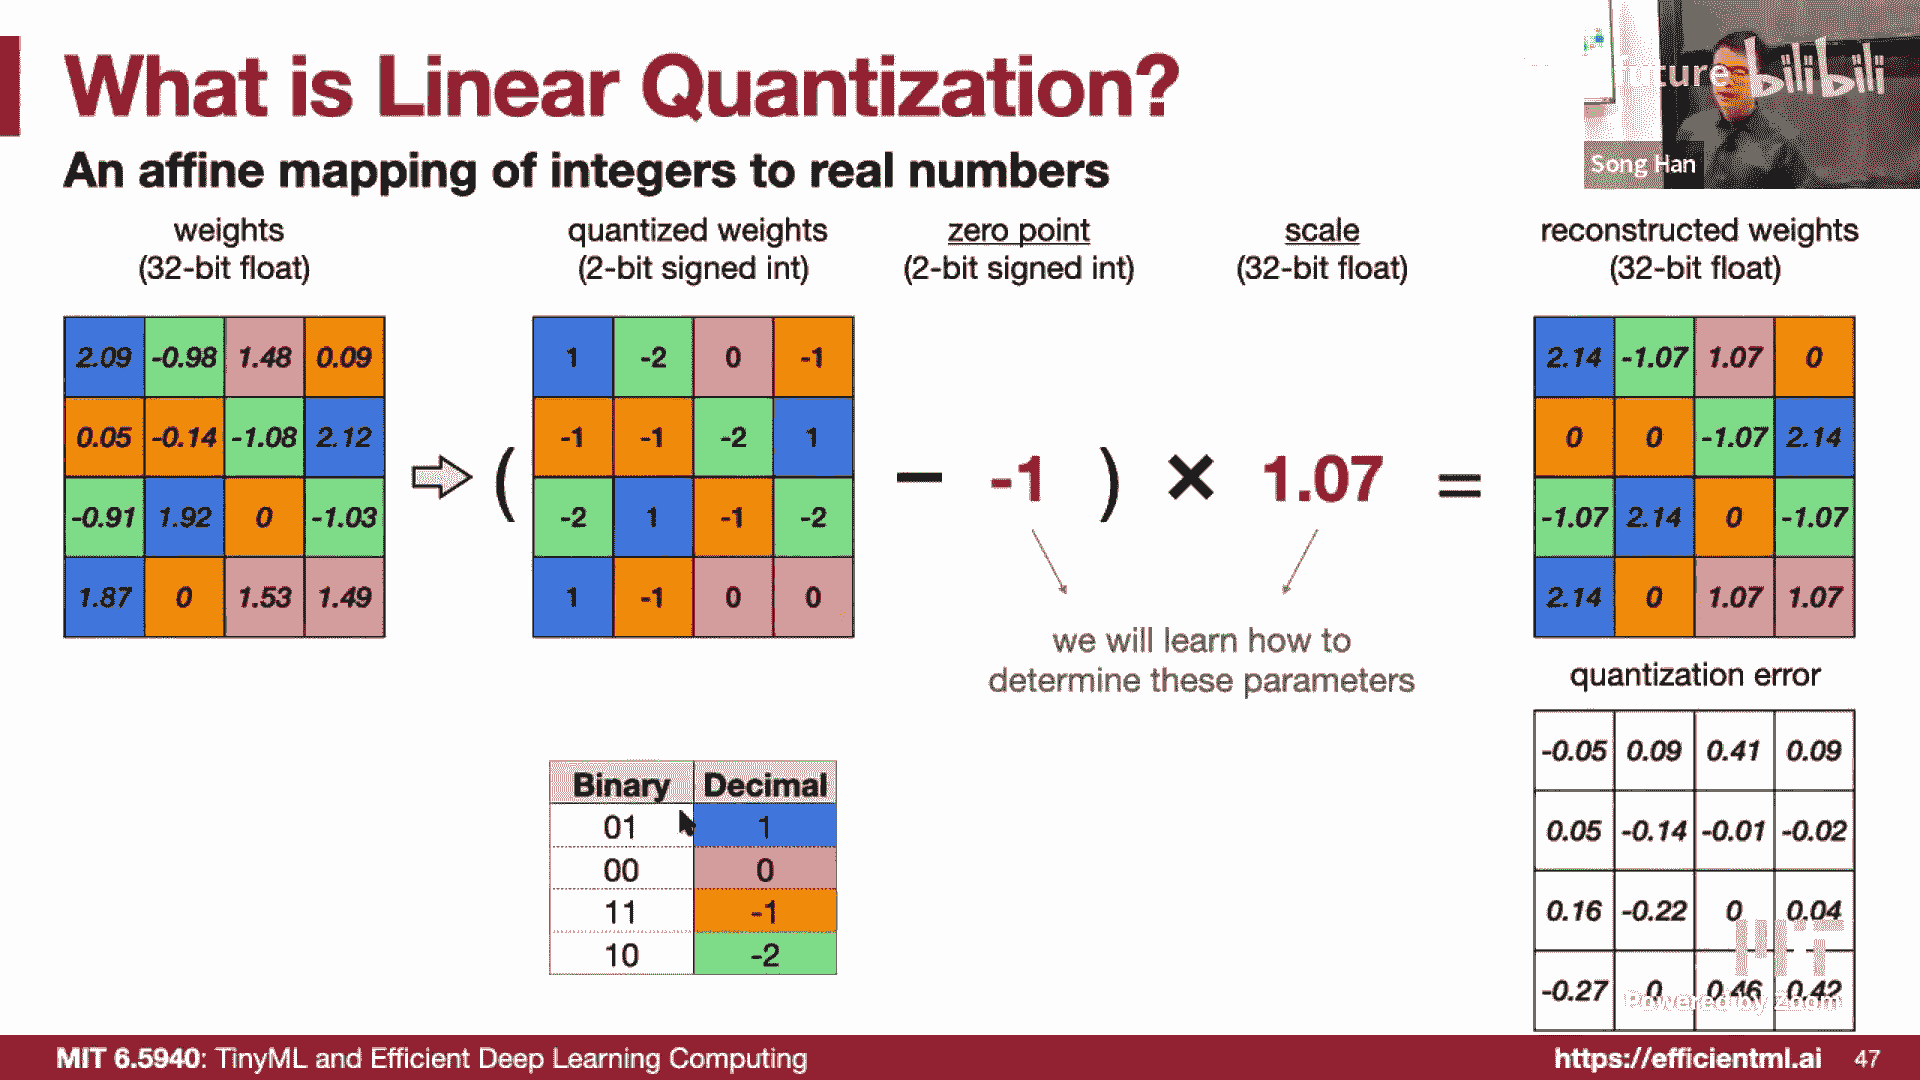 What is Linear Quantization?
An affine mapping of integers to real numbers
bilibili
Song Han
weights
(32-bit float)
quantized weights
(2-bit signed int)
zero point
(2-bit signed int)
scale
(32-bit float)
reconstructed weights
(32-bit float)
2.09 -0.98 1.48 0.09
0.05 -0.14 -1.08 2.12
-0.91 1.92 0 -1.03
1.87 0 1.53 1.49
(
1 -2 0 -1
-1 -1 -2 1
-2 1 -1 -2
1 -1 0 0
− -1 ) × 1.07 =
2.14 -1.07 1.07 0
0 0 -1.07 2.14
-1.07 2.14 0 -1.07
2.14 0 1.07 1.07
we will learn how to
determine these parameters
quantization error
-0.05 0.09 0.41 0.09
0.05 -0.14 -0.01 -0.02
0.16 -0.22 0 0.04
-0.27 0 0.46 0.42
Binary Decimal
01 1
00 0
11 -1
10 -2
MIT
Powered by Zoom
MIT 6.5940: TinyML and Efficient Deep Learning Computing
https://efficientml.ai 47